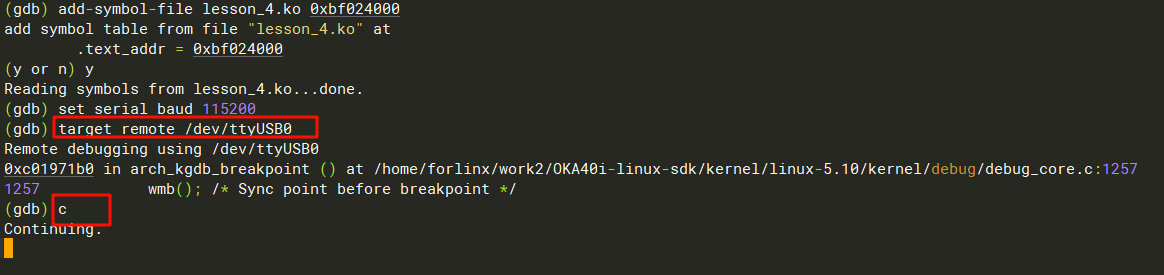 (gdb) add-symbol-file lesson_4.ko 0xbf024000
add symbol table from file "lesson_4.ko" at
        .text_addr = 0xbf024000
(y or n) y
Reading symbols from lesson_4.ko...done.
(gdb) set serial baud 115200
(gdb) target remote /dev/ttyUSB0
Remote debugging using /dev/ttyUSB0
0xc01971b0 in arch_kgdb_breakpoint () at /home/forlinx/work2/OKA40i-linux-sdk/kernel/linux-5.10/kernel/debug/debug_core.c:1257
1257            wmb(); /* Sync point before breakpoint */
(gdb) c
Continuing.